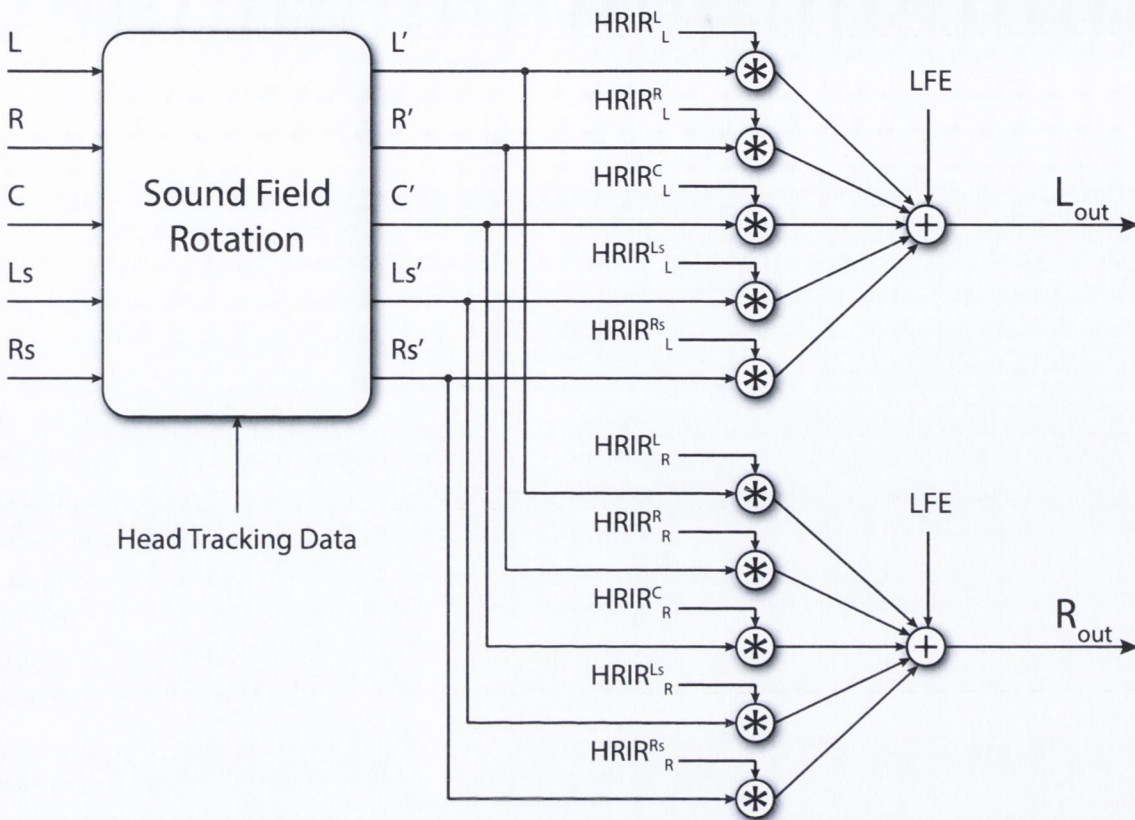 L
R
C
Ls
Rs
Sound Field
Rotation
Head Tracking Data
L'
R'
C'
Ls'
Rs'
HRIR^L_L
HRIR^R_L
HRIR^C_L
HRIR^Ls_L
HRIR^Rs_L
LFE
+
L_out
HRIR^L_R
HRIR^R_R
HRIR^C_R
HRIR^Ls_R
HRIR^Rs_R
LFE
+
R_out